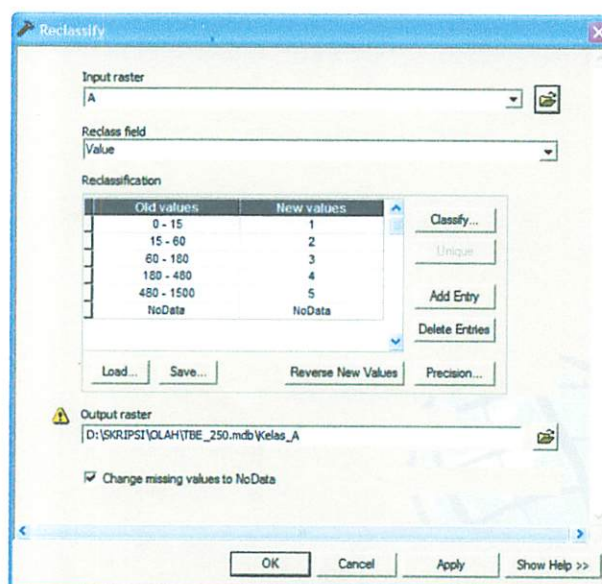 Reclassify
Input raster
A
Reclass field
Value
Reclassification
Old values New values
0 - 15 1
15 - 60 2
60 - 180 3
180 - 480 4
480 - 1500 5
NoData NoData
Classify...
Unique
Add Entry
Delete Entries
Load... Save... Reverse New Values Precision...
Output raster
D:\SKRIPSI\OLAH\TBE_250.mdb\Kelas_A
Change missing values to NoData
OK Cancel Apply Show Help >>